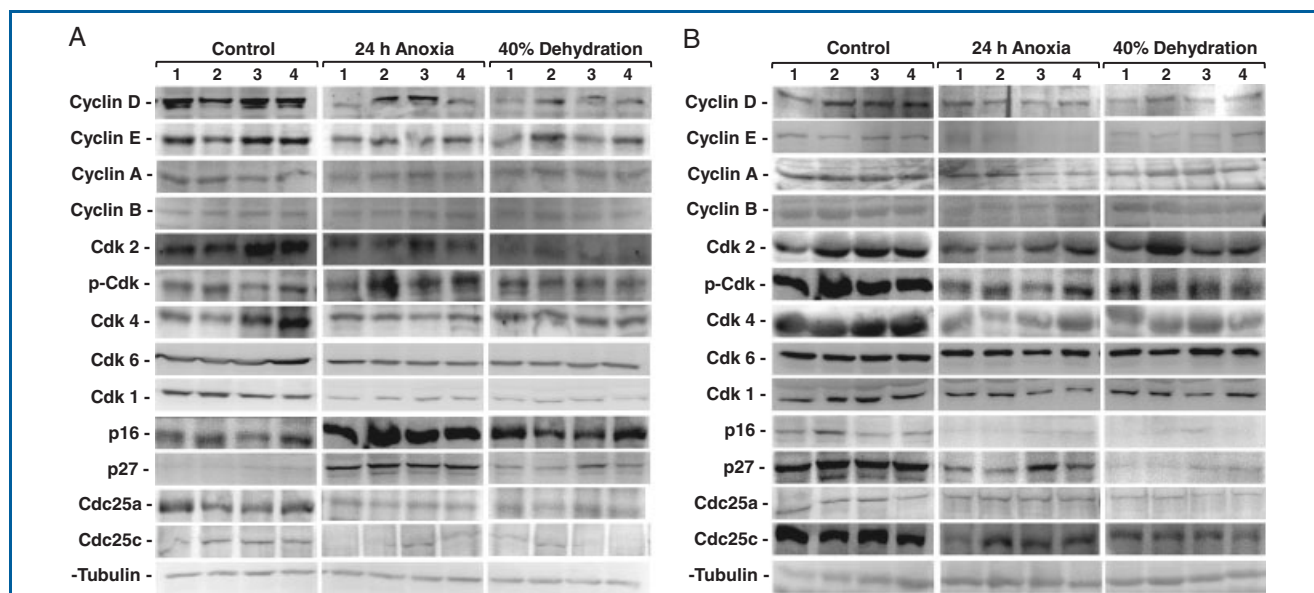 A
Control 24 h Anoxia 40% Dehydration
1 2 3 4 1 2 3 4 1 2 3 4
Cyclin D -
Cyclin E -
Cyclin A -
Cyclin B -
Cdk 2 -
p-Cdk -
Cdk 4 -
Cdk 6 -
Cdk 1 -
p16 -
p27 -
Cdc25a -
Cdc25c -
-Tubulin -
B
Control 24 h Anoxia 40% Dehydration
1 2 3 4 1 2 3 4 1 2 3 4
Cyclin D -
Cyclin E -
Cyclin A -
Cyclin B -
Cdk 2 -
p-Cdk -
Cdk 4 -
Cdk 6 -
Cdk 1 -
p16 -
p27 -
Cdc25a -
Cdc25c -
-Tubulin -